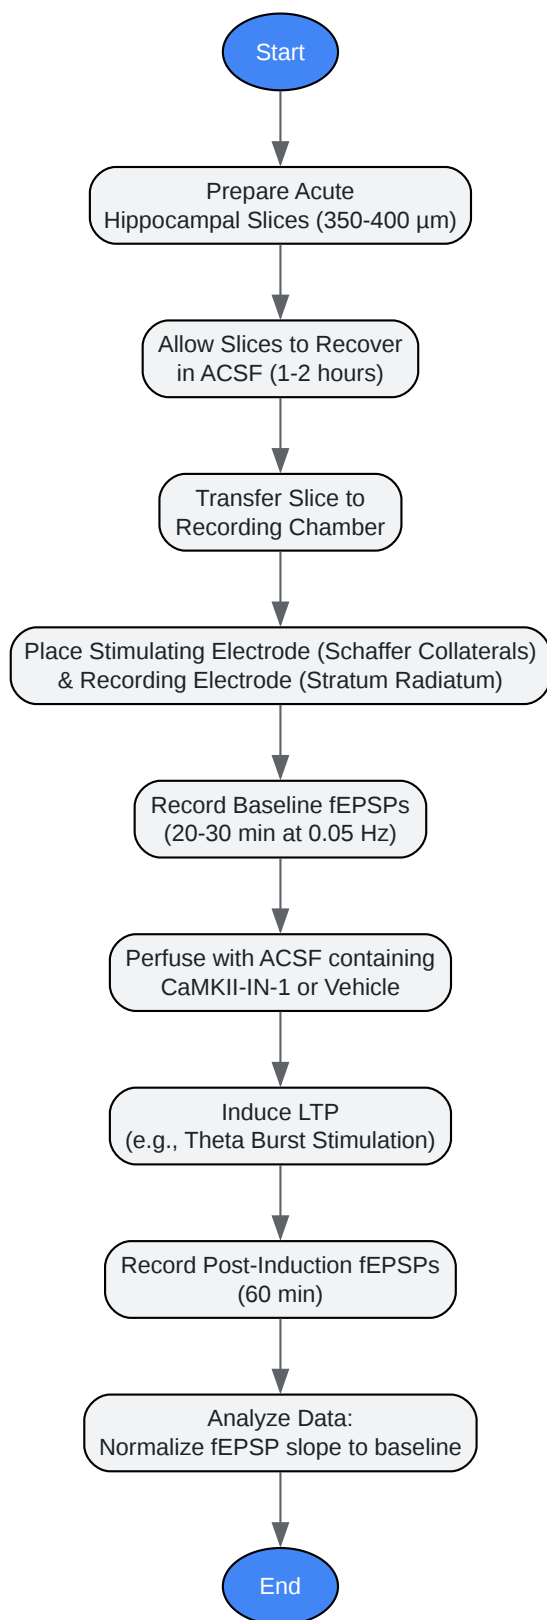 Start
Prepare Acute
Hippocampal Slices (350-400 µm)
Allow Slices to Recover
in ACSF (1-2 hours)
Transfer Slice to
Recording Chamber
Place Stimulating Electrode (Schaffer Collaterals)
& Recording Electrode (Stratum Radiatum)
Record Baseline fEPSPs
(20-30 min at 0.05 Hz)
Perfuse with ACSF containing
CaMKII-IN-1 or Vehicle
Induce LTP
(e.g., Theta Burst Stimulation)
Record Post-Induction fEPSPs
(60 min)
Analyze Data:
Normalize fEPSP slope to baseline
End